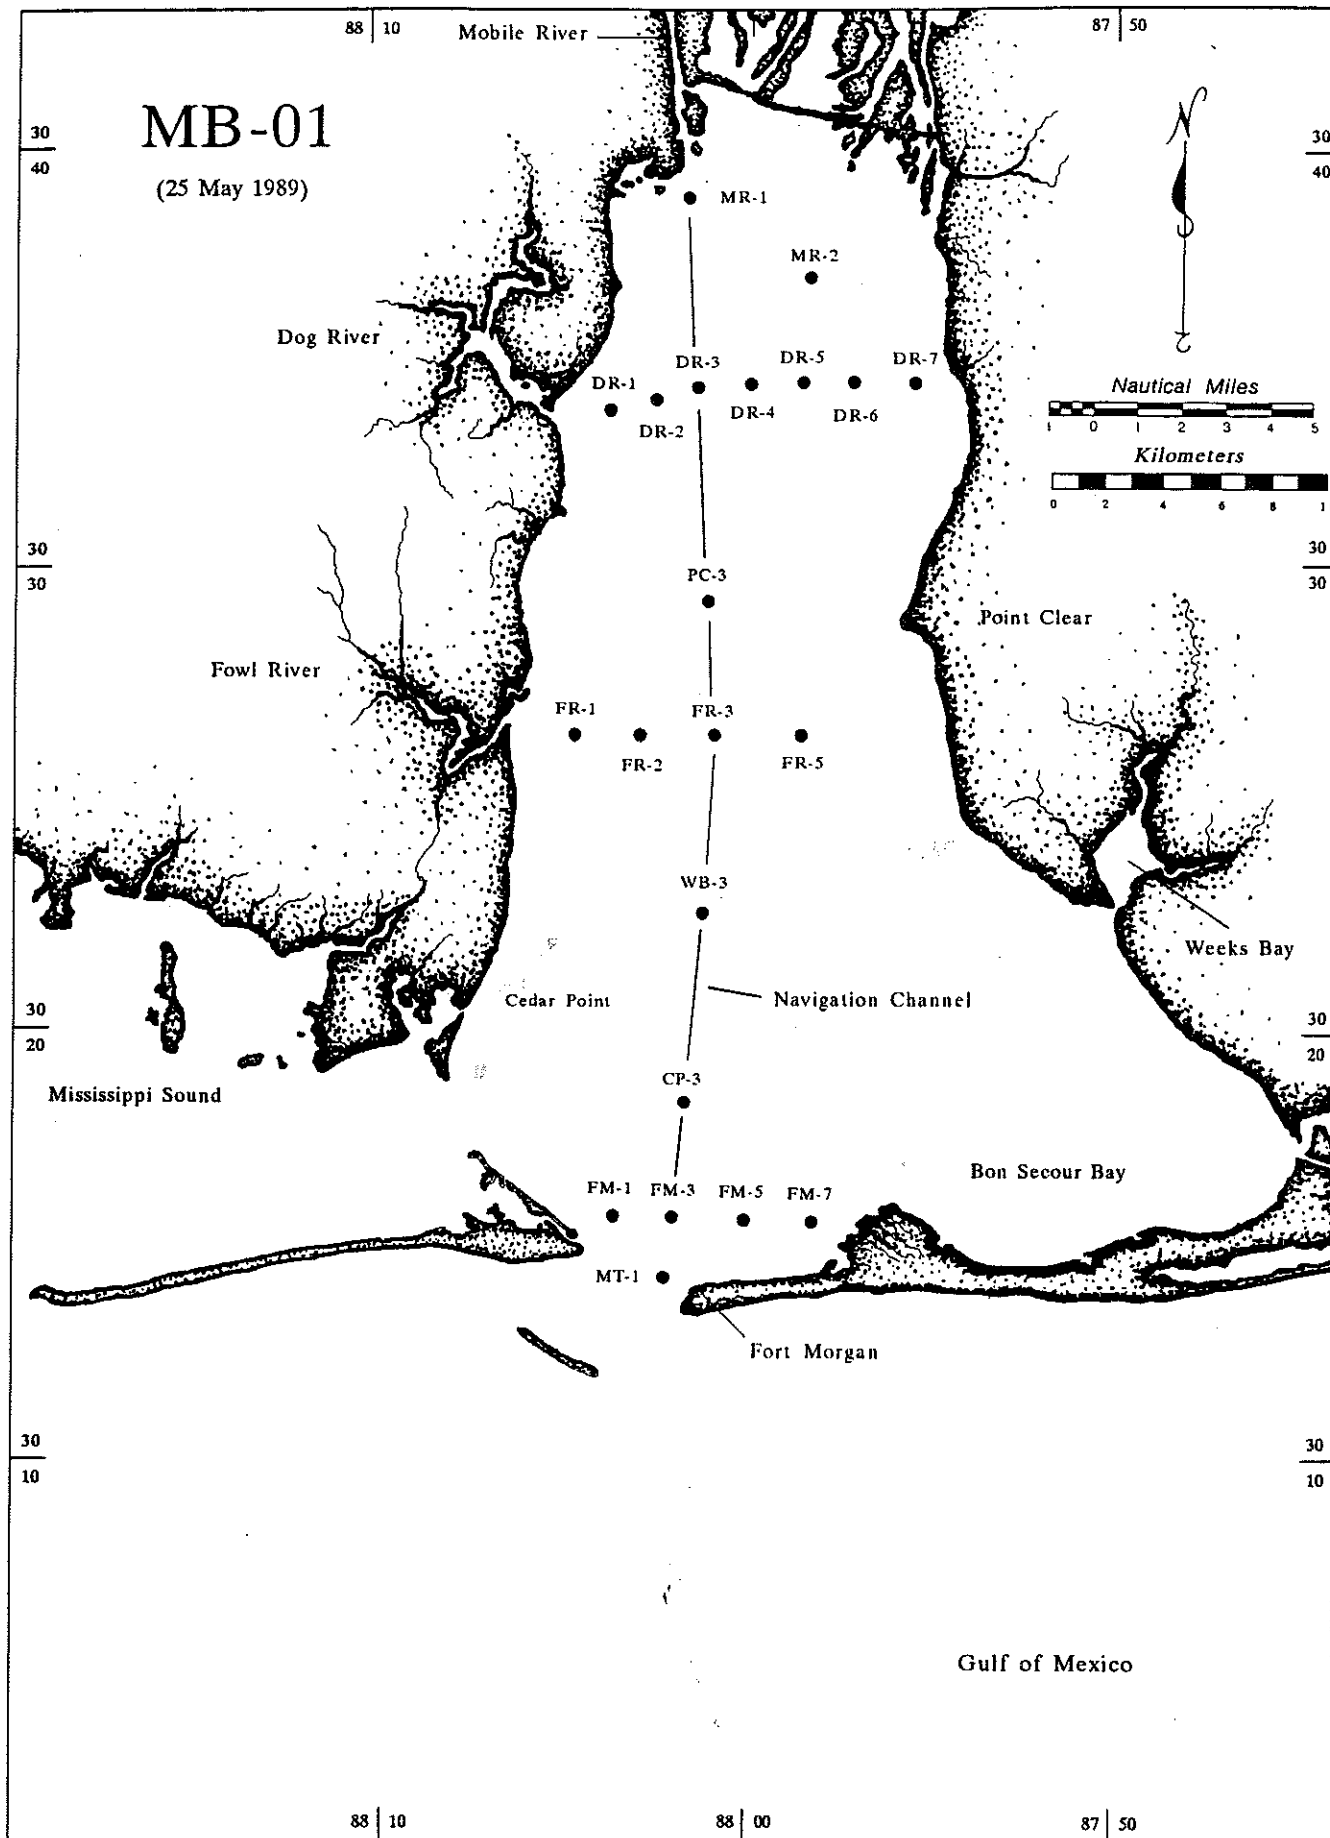 88 10
Mobile River
87 50
MB-01
(25 May 1989)
30
40
30
40
N
MR-1
MR-2
Dog River
DR-1
DR-2
DR-3
DR-4
DR-5
DR-6
DR-7
Nautical Miles
1 0 1 2 3 4 5
Kilometers
0 2 4 6 8 1
30
30
30
30
PC-3
Point Clear
Fowl River
FR-1
FR-2
FR-3
FR-5
WB-3
Weeks Bay
Cedar Point
Navigation Channel
30
20
30
20
CP-3
Mississippi Sound
Bon Secour Bay
FM-1
FM-3
FM-5
FM-7
MT-1
Fort Morgan
30
10
30
10
Gulf of Mexico
88 10
88 00
87 50